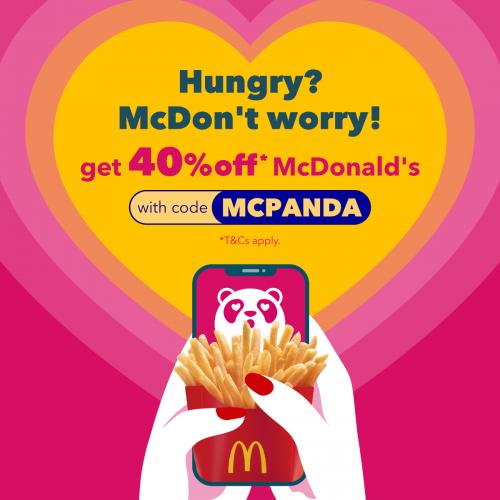 Hungry?
McDon't worry!
get 40%off* McDonald's
with code MCPANDA
*T&Cs apply.